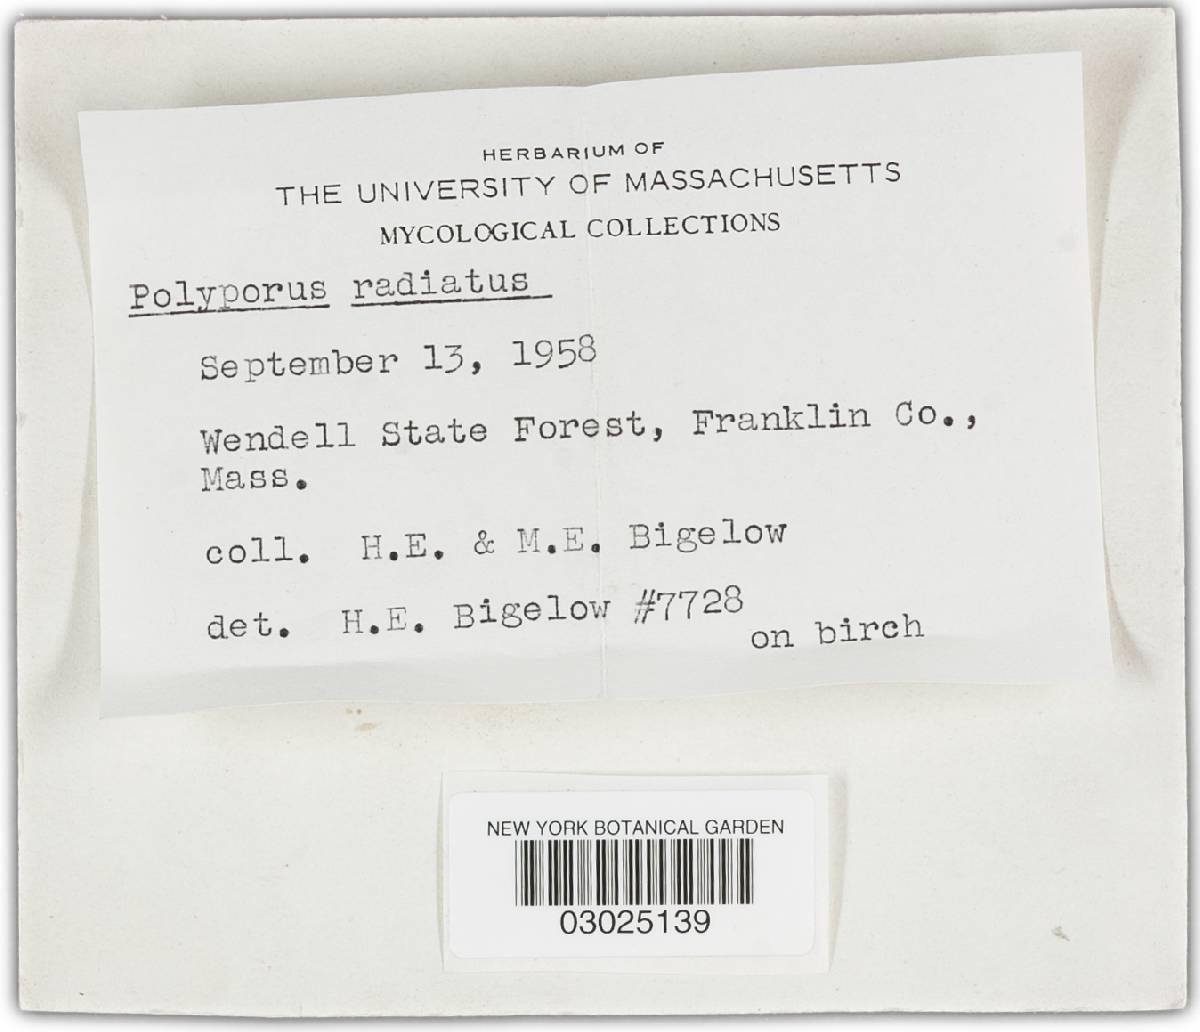 HERBARIUM OF
THE UNIVERSITY OF MASSACHUSETTS
MYCOLOGICAL COLLECTIONS
Polyporus radiatus
September 13, 1958
Wendell State Forest, Franklin Co.,
Mass.
coll. H.E. & M.E. Bigelow
det. H.E. Bigelow #7728
on birch
NEW YORK BOTANICAL GARDEN
03025139